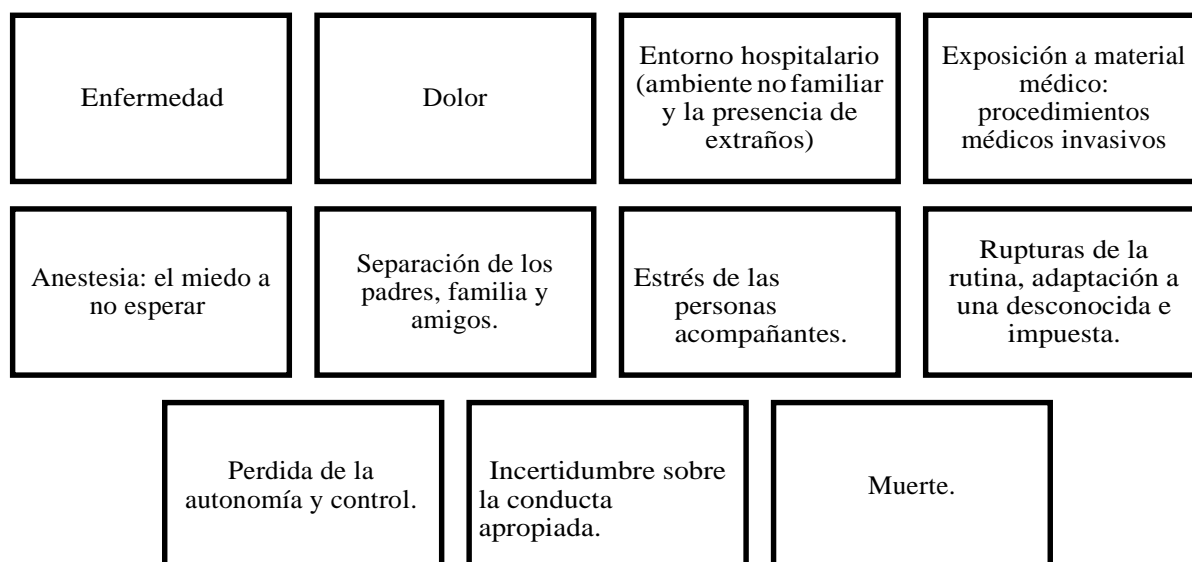 Enfermedad
Dolor
Entorno hospitalario
(ambiente no familiar
y la presencia de
extraños)
Exposición a material
médico:
procedimientos
médicos invasivos
Anestesia: el miedo a
no esperar
Separación de los
padres, familia y
amigos.
Estrés de las
personas
acompañantes.
Rupturas de la
rutina, adaptación a
una desconocida e
impuesta.
Perdida de la
autonomía y control.
Incertidumbre sobre
la conducta
apropiada.
Muerte.